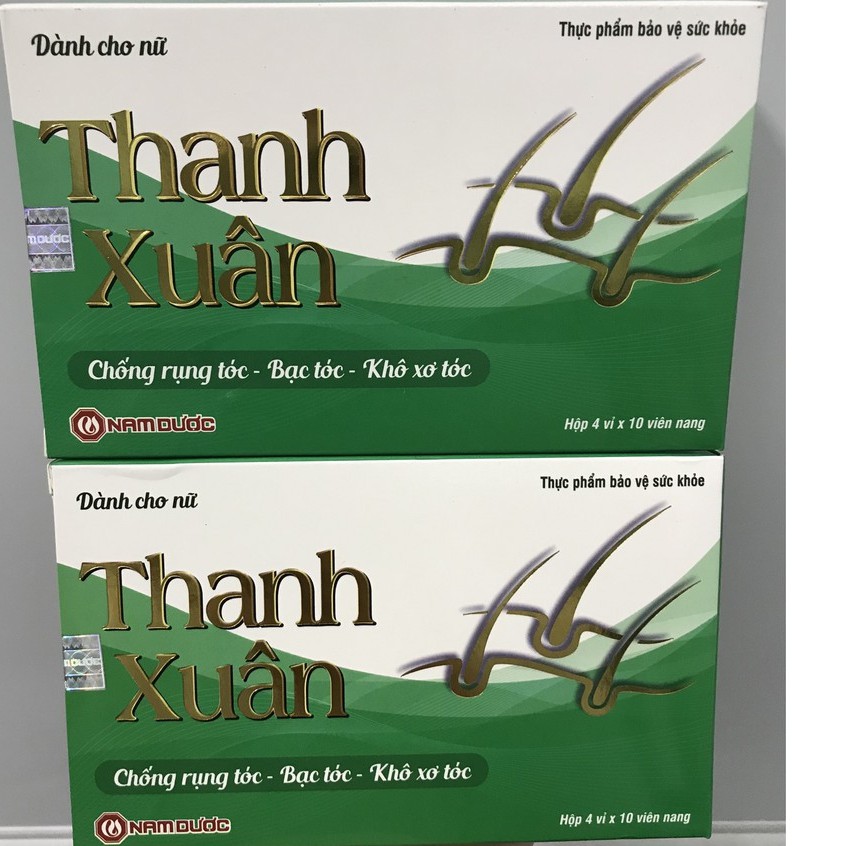 Dành cho nữ
Thực phẩm bảo vệ sức khỏe
Thanh
Xuân
Chống rụng tóc - Bạc tóc - Khô xơ tóc
NAM DƯỢC
Hộp 4 vỉ x 10 viên nang
Dành cho nữ
Thực phẩm bảo vệ sức khỏe
Thanh
Xuân
Chống rụng tóc - Bạc tóc - Khô xơ tóc
NAM DƯỢC
Hộp 4 vỉ x 10 viên nang